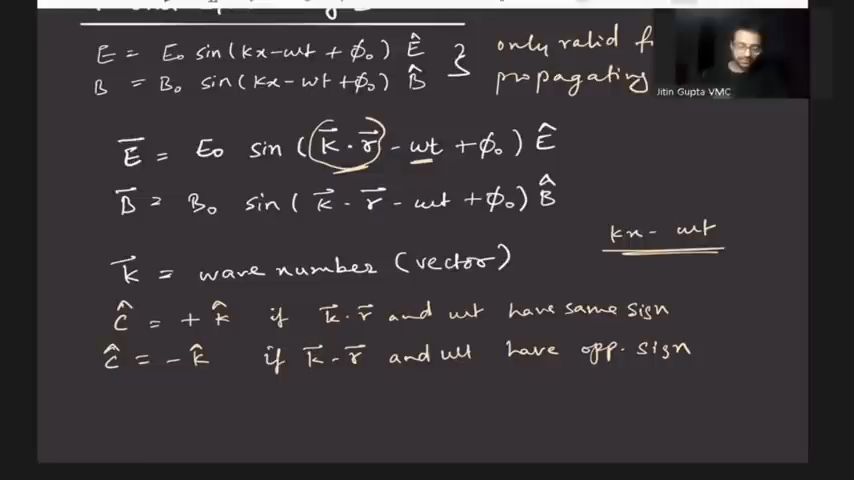 E = E₀ sin(kx-ωt + ϕ₀) Ê
B = B₀ sin(kx-ωt+ϕ₀) B̂
only valid f
propagating
Jitin Gupta VMC
E̅ = E₀ sin (k⃗ . r⃗ - ωt + ϕ₀) Ê
B̅ = B₀ sin( k⃗ - r⃗ - ωt + ϕ₀) B̂
kx - ωt
k⃗ = wave number (vector)
ĉ = + k̂ if k⃗ . r⃗ and ωt have same sign
ĉ = - k̂ if k⃗ - r⃗ and ωt have opp. sign